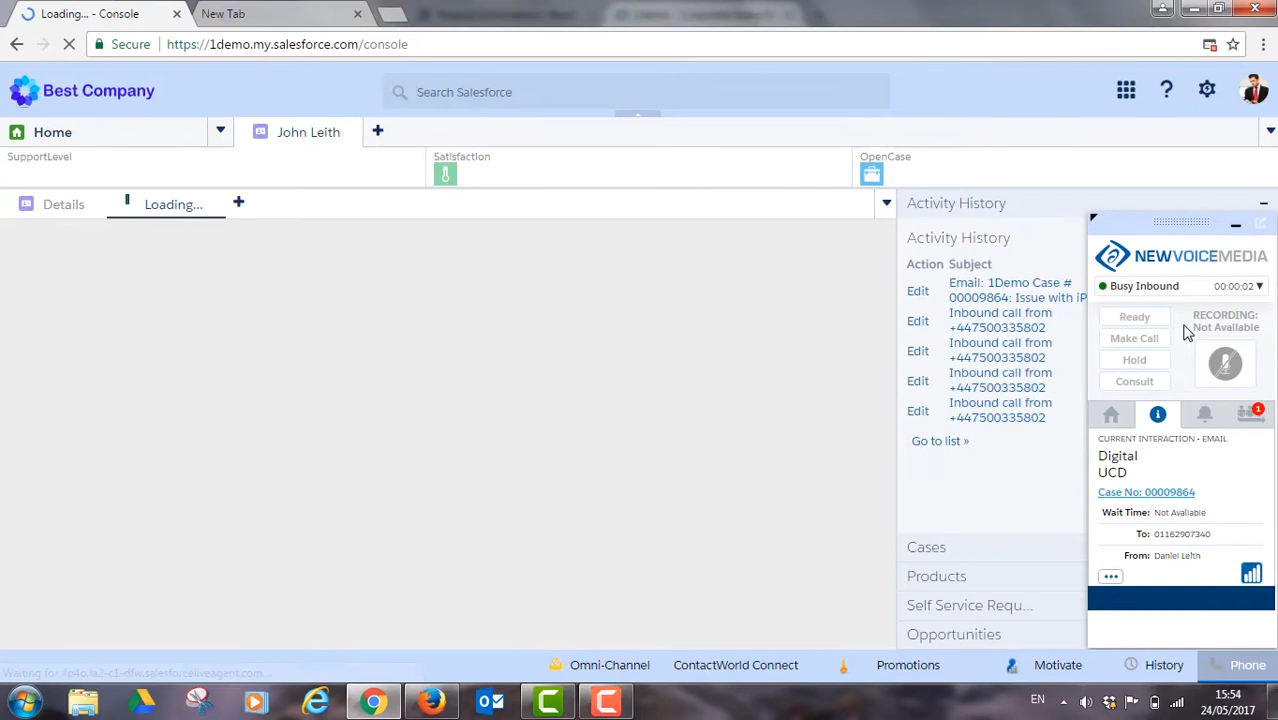 Loading... - Console
New Tab
Secure
https://1demo.my.salesforce.com/console
Best Company
Search Salesforce
Home
John Leith
SupportLevel
Satisfaction
OpenCase
Details
Loading...
Activity History
Activity History
Action Subject
Edit
Email: 1Demo Case #
00009864: Issue with iP
Edit
Inbound call from
+447500335802
Edit
Inbound call from
+447500335802
Edit
Inbound call from
+447500335802
Edit
Inbound call from
+447500335802
Go to list »
Cases
Products
Self Service Requ...
Opportunities
NEWVOICEMEDIA
Busy Inbound 00:00:02
Ready
Make Call
Hold
Consult
RECORDING:
Not Available
1
CURRENT INTERACTION - EMAIL
Digital
UCD
Case No: 00009864
Wait Time: Not Available
To: 01162907340
From: Daniel Leith
Omni-Channel
ContactWorld Connect
Promotions
Motivate
History
Phone
EN
15:54
24/05/2017